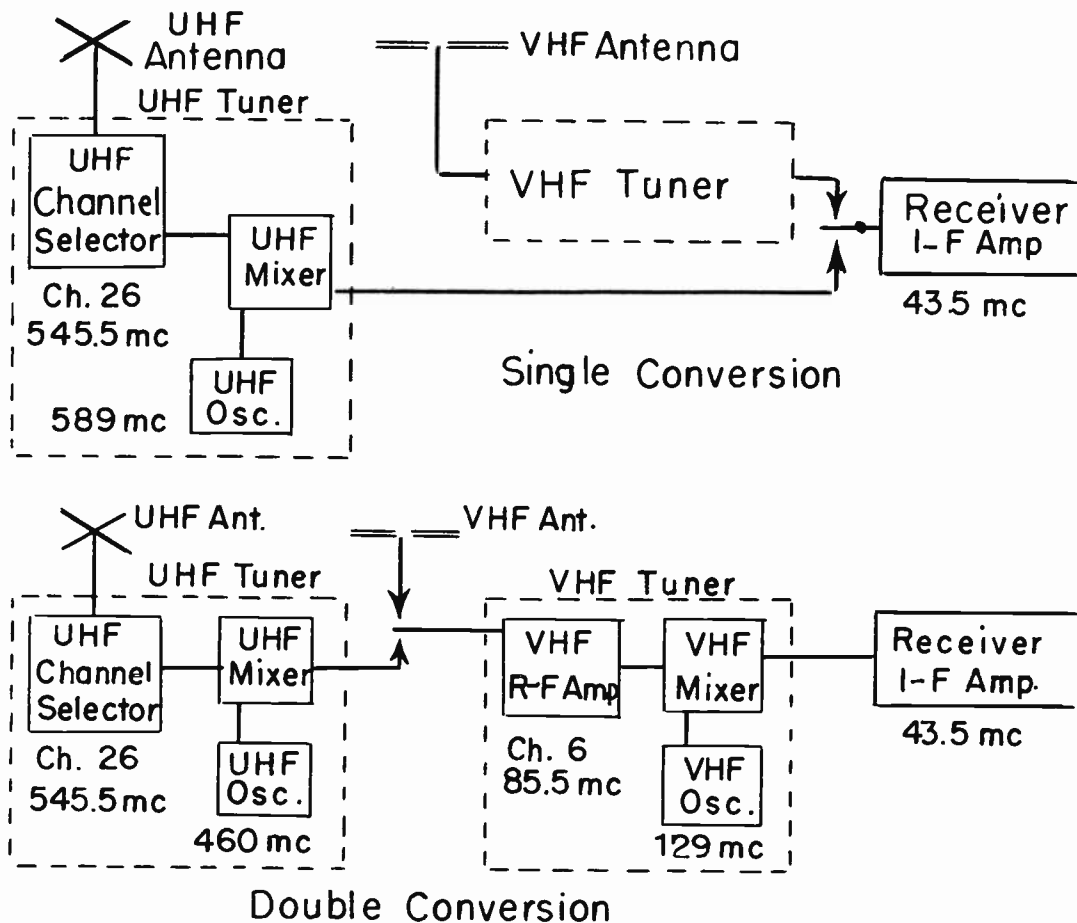 UHF
Antenna
VHF Antenna
UHF Tuner
UHF
Channel
Selector
UHF
Mixer
Ch. 26
545.5 mc
UHF
Osc.
589 mc
VHF Tuner
Receiver
I-F Amp
43.5 mc
Single Conversion
UHF Ant.
VHF Ant.
UHF Tuner
UHF
Channel
Selector
UHF
Mixer
Ch. 26
545.5 mc
UHF
Osc.
460 mc
VHF Tuner
VHF
R-F Amp
VHF
Mixer
Ch. 6
85.5 mc
VHF
Osc.
129 mc
Receiver
I-F Amp.
43.5 mc
Double Conversion